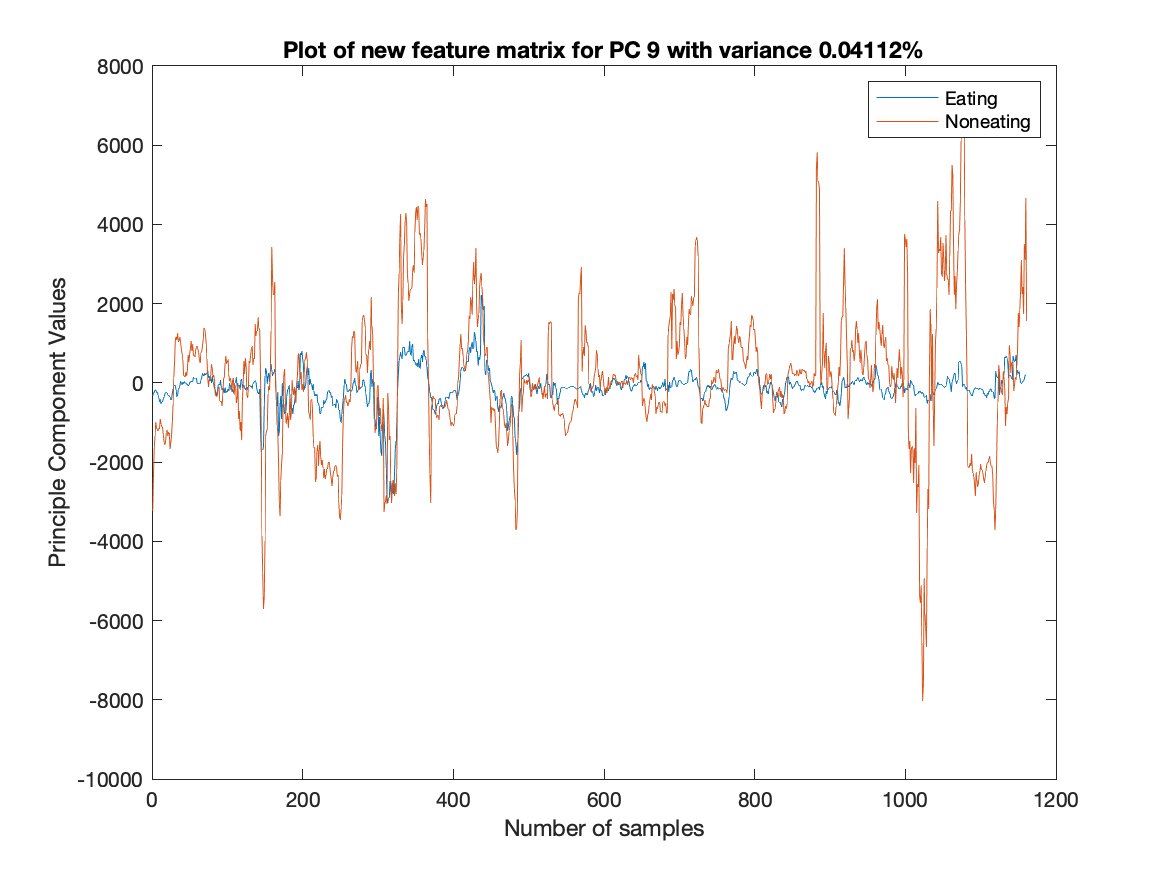 Plot of new feature matrix for PC 9 with variance 0.04112%
8000
6000
4000
2000
0
-2000
-4000
-6000
-8000
-10000
Principle Component Values
Eating
Noneating
0 200 400 600 800 1000 1200
Number of samples